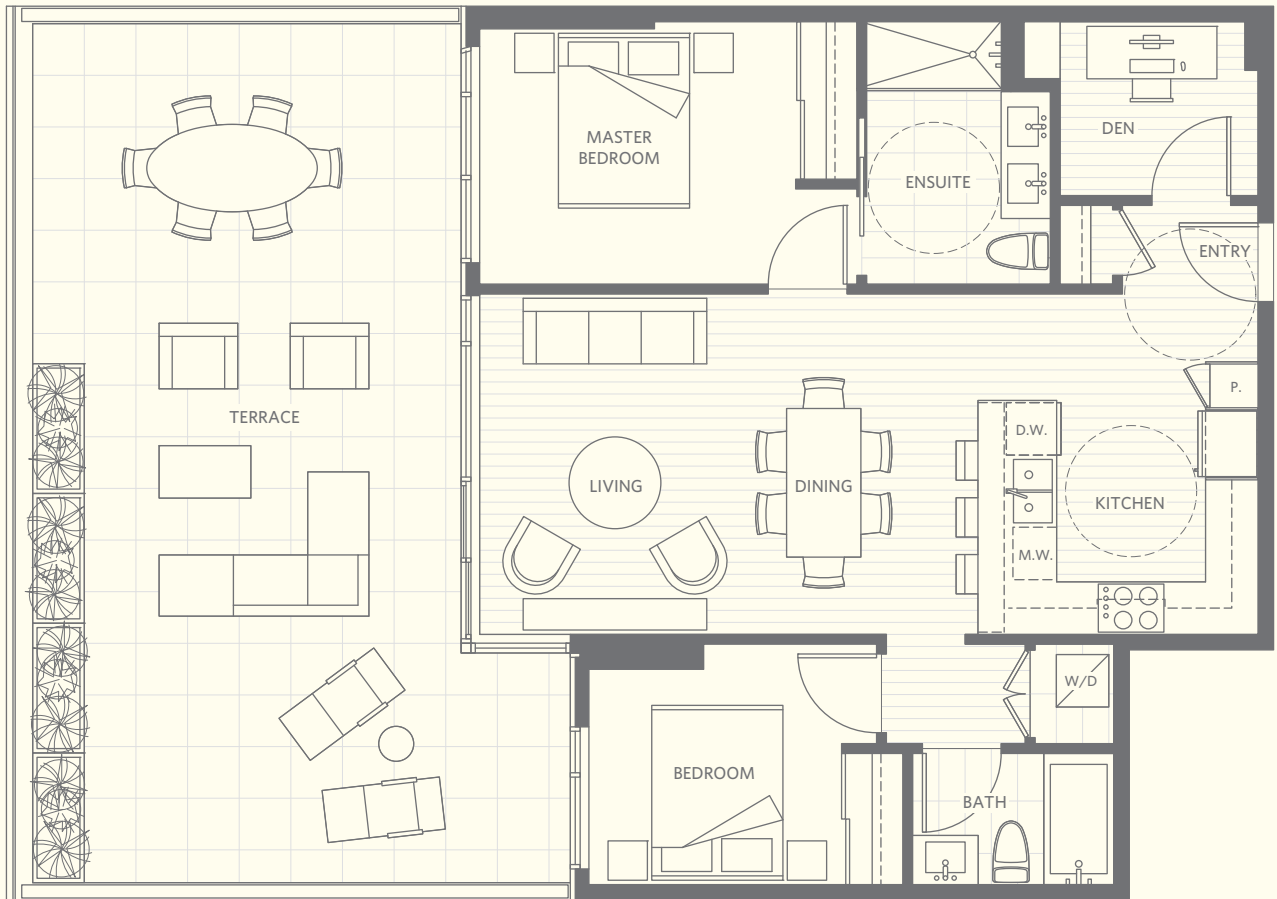 MASTER
BEDROOM
ENSUITE
DEN
ENTRY
P.
TERRACE
D.W.
LIVING
DINING
KITCHEN
M.W.
W/D
BEDROOM
BATH